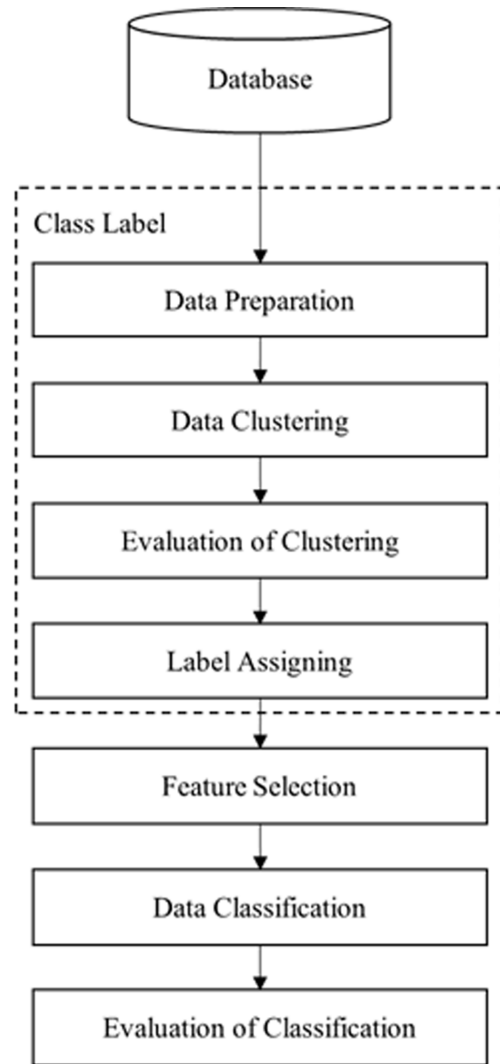 Database
Class Label
Data Preparation
Data Clustering
Evaluation of Clustering
Label Assigning
Feature Selection
Data Classification
Evaluation of Classification